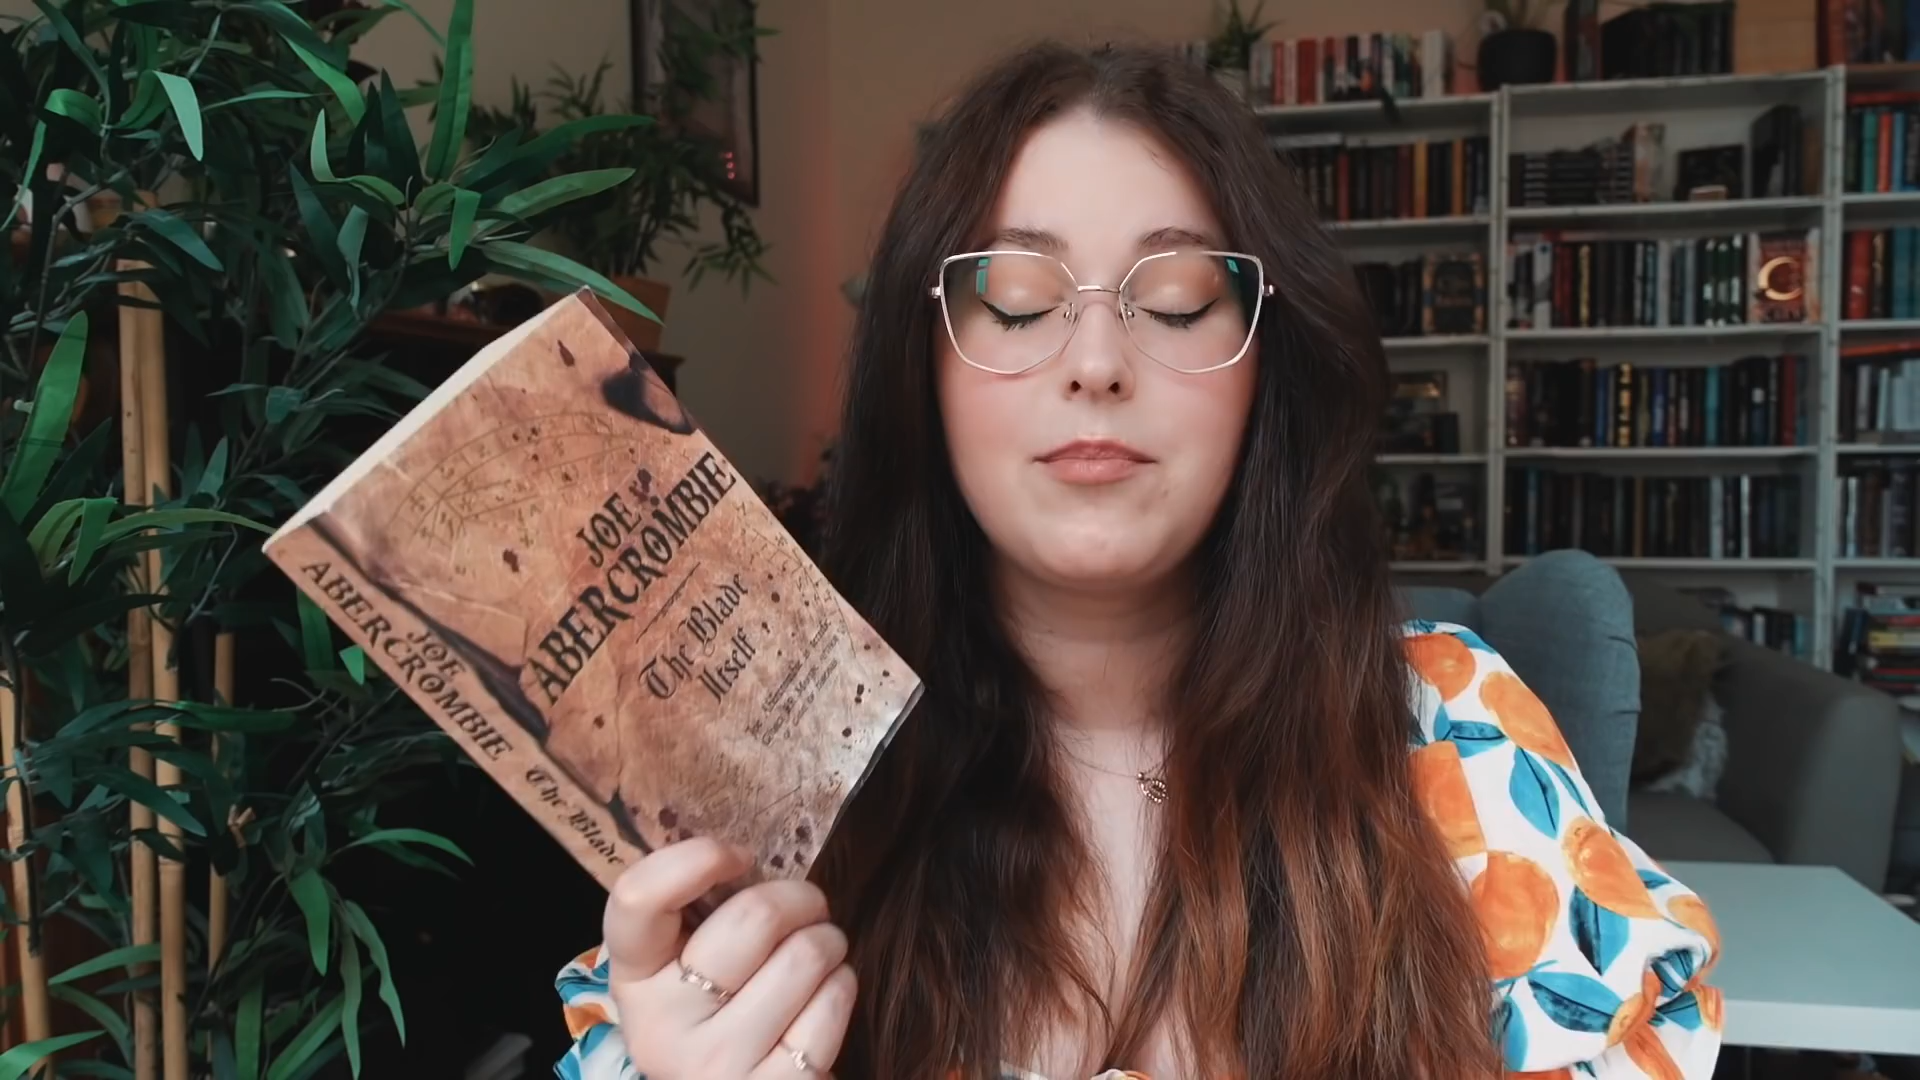 JOE
ABERCROMBIE
The Blade
Itself
JOE
ABERCROMBIE
The Blade